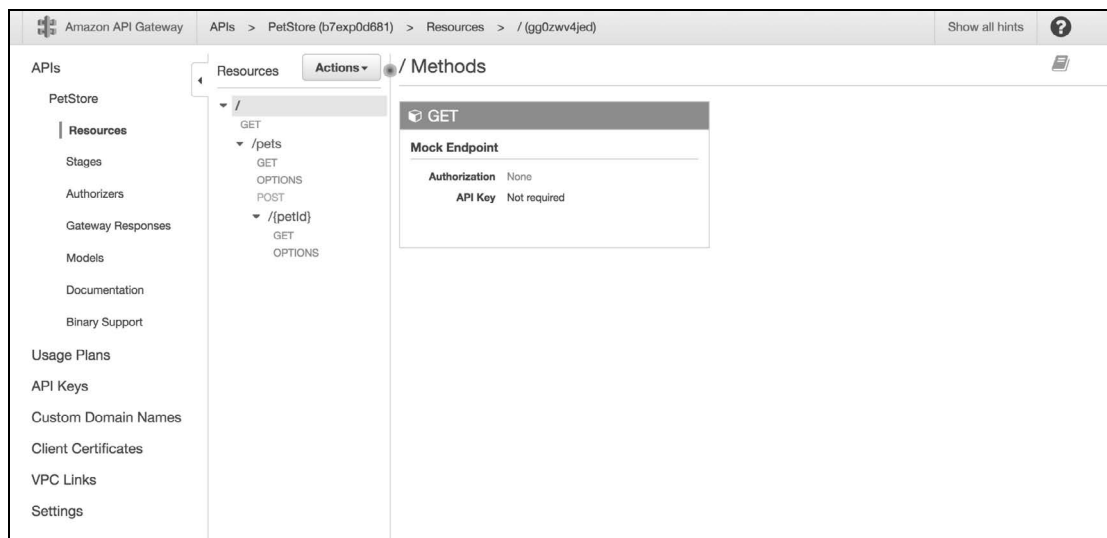 Amazon API Gateway APIs > PetStore (b7exp0d681) > Resources > / (gg0zwv4jed) Show all hints ?
APIs
PetStore
Resources
Stages
Authorizers
Gateway Responses
Models
Documentation
Binary Support
Usage Plans
API Keys
Custom Domain Names
Client Certificates
VPC Links
Settings
Resources Actions
/
GET
/pets
GET
OPTIONS
POST
/{petId}
GET
OPTIONS
/ Methods
GET
Mock Endpoint
Authorization None
API Key Not required